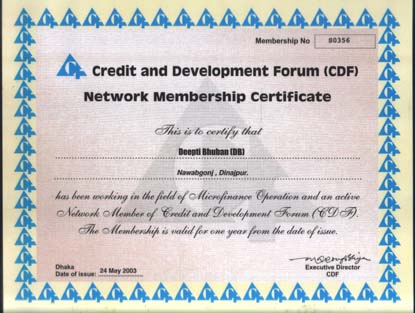 Membership No 00356
Credit and Development Forum (CDF)
Network Membership Certificate
This is to certify that
Deepti Bhuban (DB)
Nawabgonj, Dinajpur.
has been working in the field of Microfinance Operation and an active
Network Member of Credit and Development Forum (CDF).
The Membership is valid for one year from the date of issue.
Dhaka
Date of issue: 24 May 2003
Executive Director
CDF